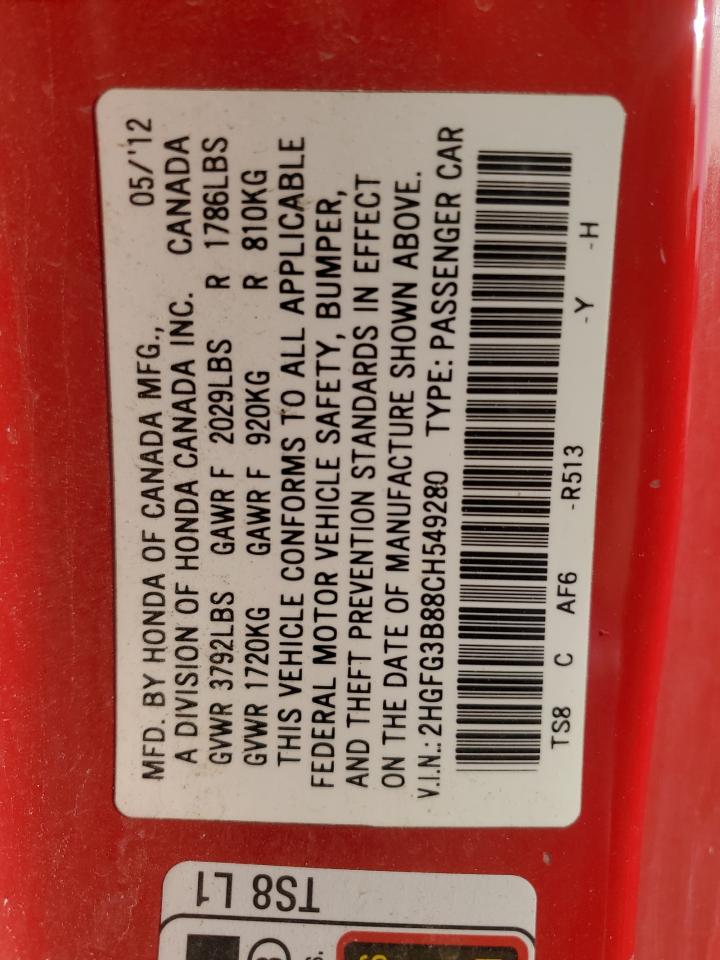 MFD. BY HONDA OF CANADA MFG., 05/'12
A DIVISION OF HONDA CANADA INC. CANADA
GVWR 3792LBS GAWR F 2029LBS R 1786LBS
GVWR 1720KG GAWR F 920KG R 810KG
THIS VEHICLE CONFORMS TO ALL APPLICABLE
FEDERAL MOTOR VEHICLE SAFETY, BUMPER,
AND THEFT PREVENTION STANDARDS IN EFFECT
ON THE DATE OF MANUFACTURE SHOWN ABOVE.
V.I.N.: 2HGFG3B88CH549280 TYPE: PASSENGER CAR
TS8 C AF6 -R513 -Y -H
TS8 L1